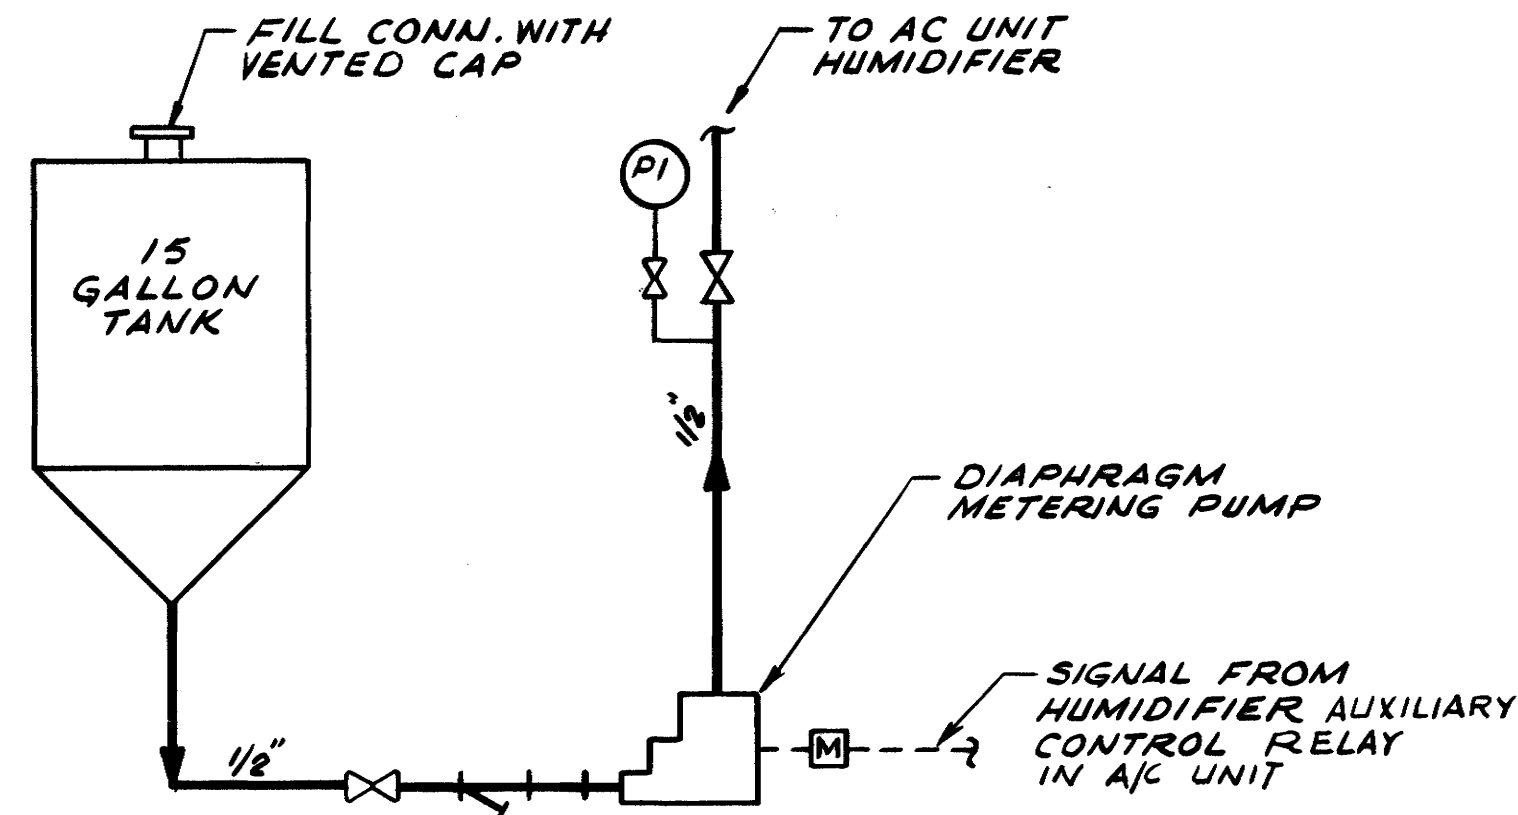 FILL CONN. WITH
VENTED CAP
TO AC UNIT
HUMIDIFIER
PI
15
GALLON
TANK
1/2"
DIAPHRAGM
METERING PUMP
SIGNAL FROM
HUMIDIFIER AUXILIARY
CONTROL RELAY
IN A/C UNIT
M
1/2"